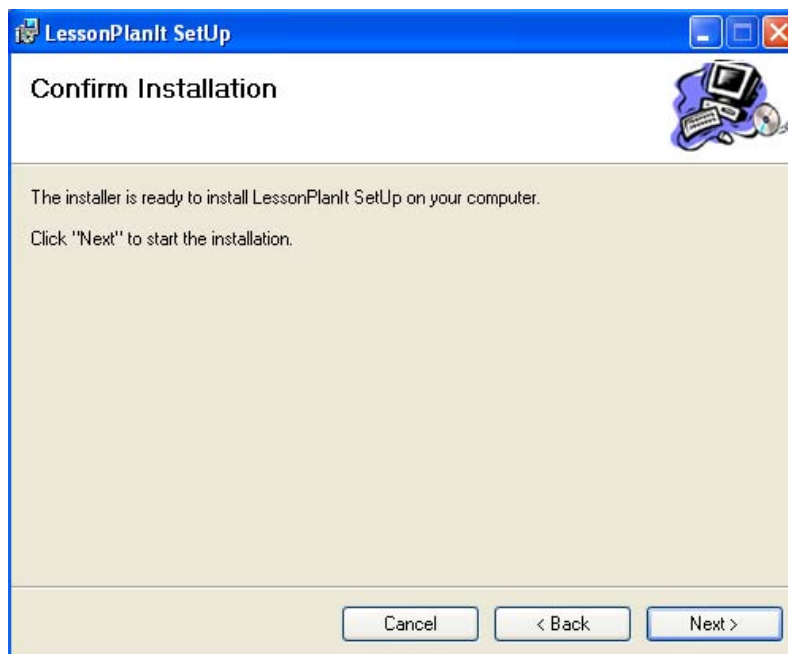 LessonPlanIt SetUp
Confirm Installation
The installer is ready to install LessonPlanIt SetUp on your computer.
Click "Next" to start the installation.
Cancel
< Back
Next >